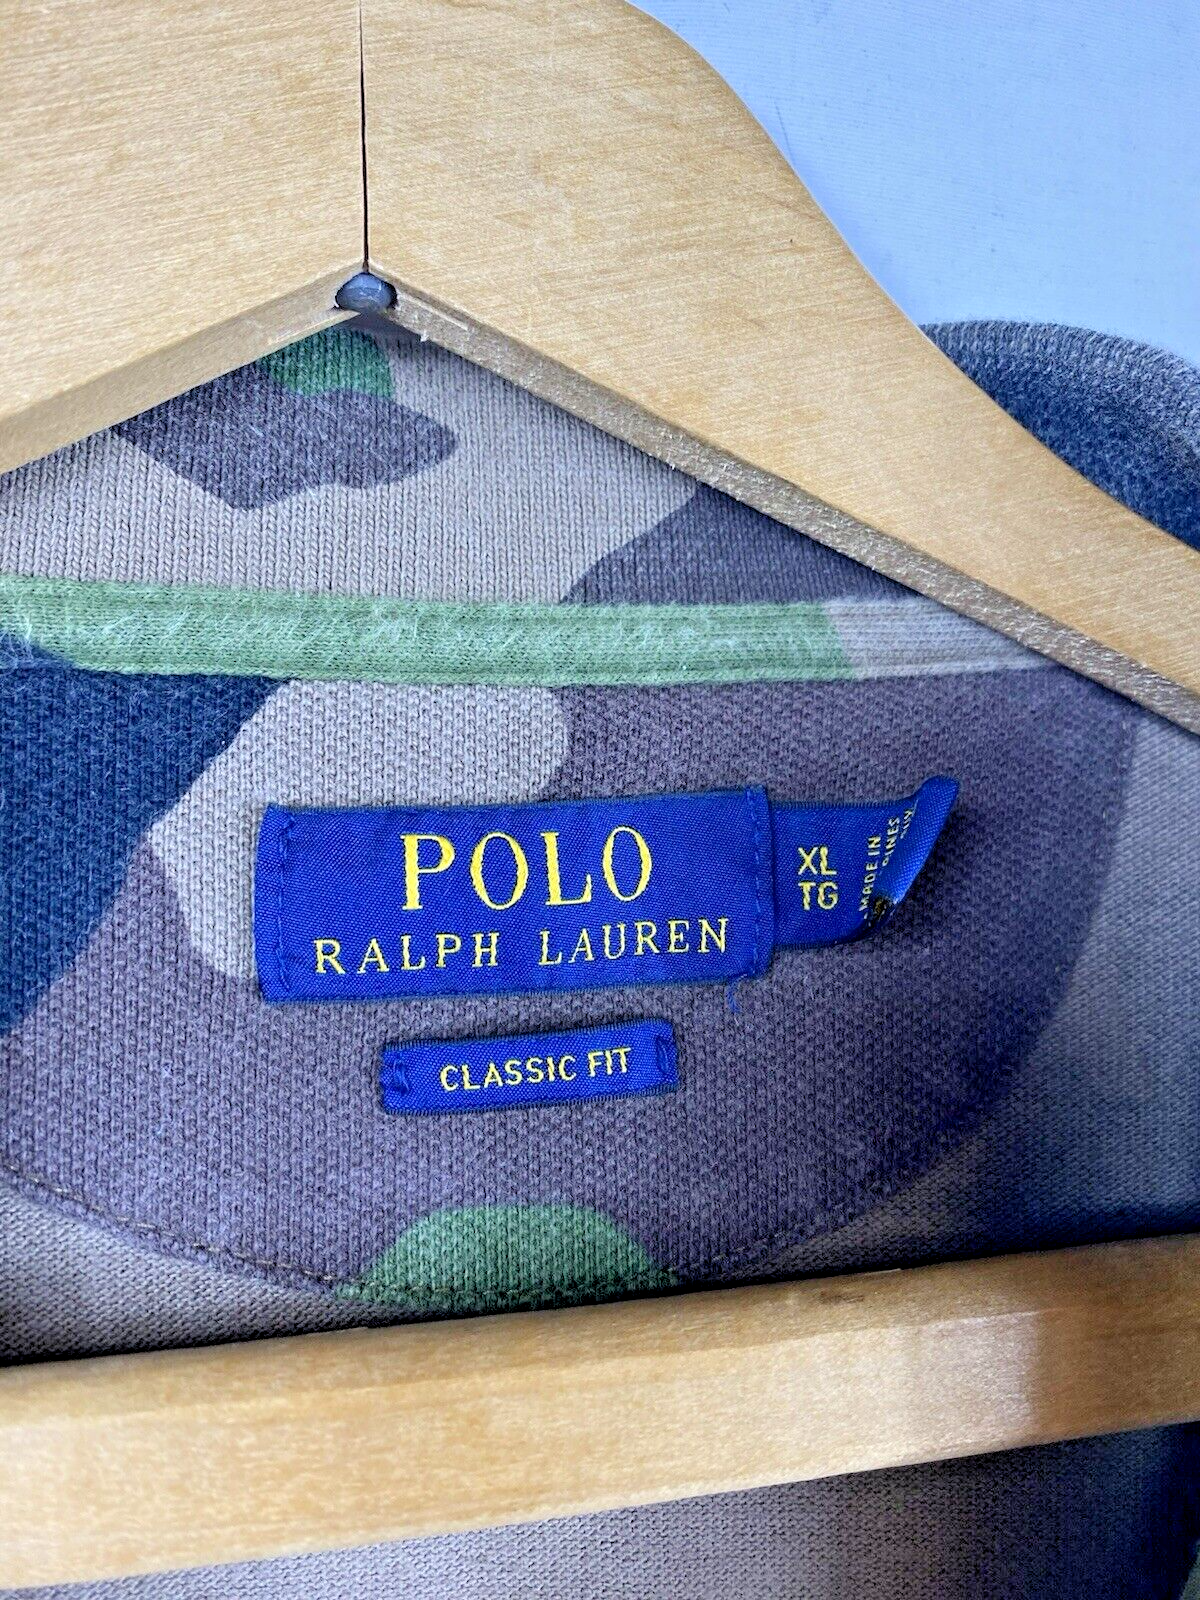 POLO
RALPH LAUREN
XL
TG
MADE IN
CLASSIC FIT